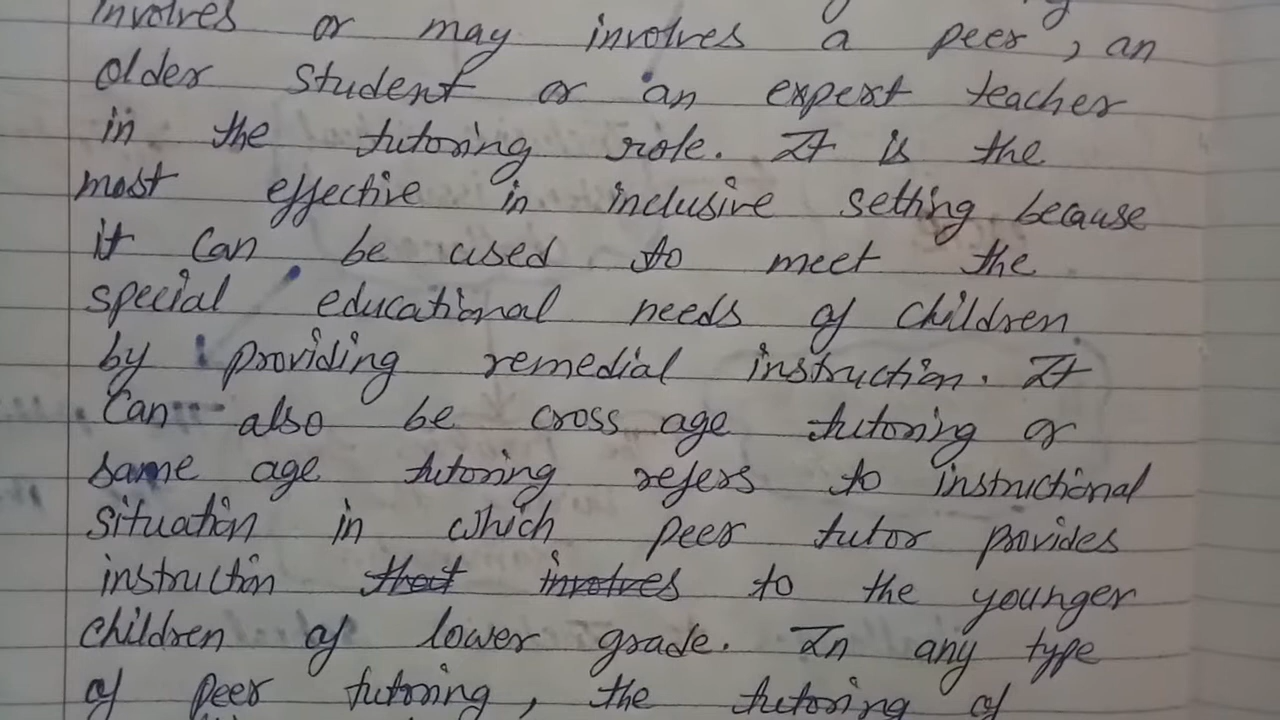 involves or may involves a peer, an
older student or an expert teacher
in the tutoring role. It is the
most effective in inclusive setting because
it can be used to meet the
special educational needs of children
by providing remedial instruction. It
Can also be cross age tutoring or
same age tutoring refers to instructional
situation in which peer tutor provides
instruction that involves to the younger
children of lower grade. In any type
of peer tutoring, the tutoring of